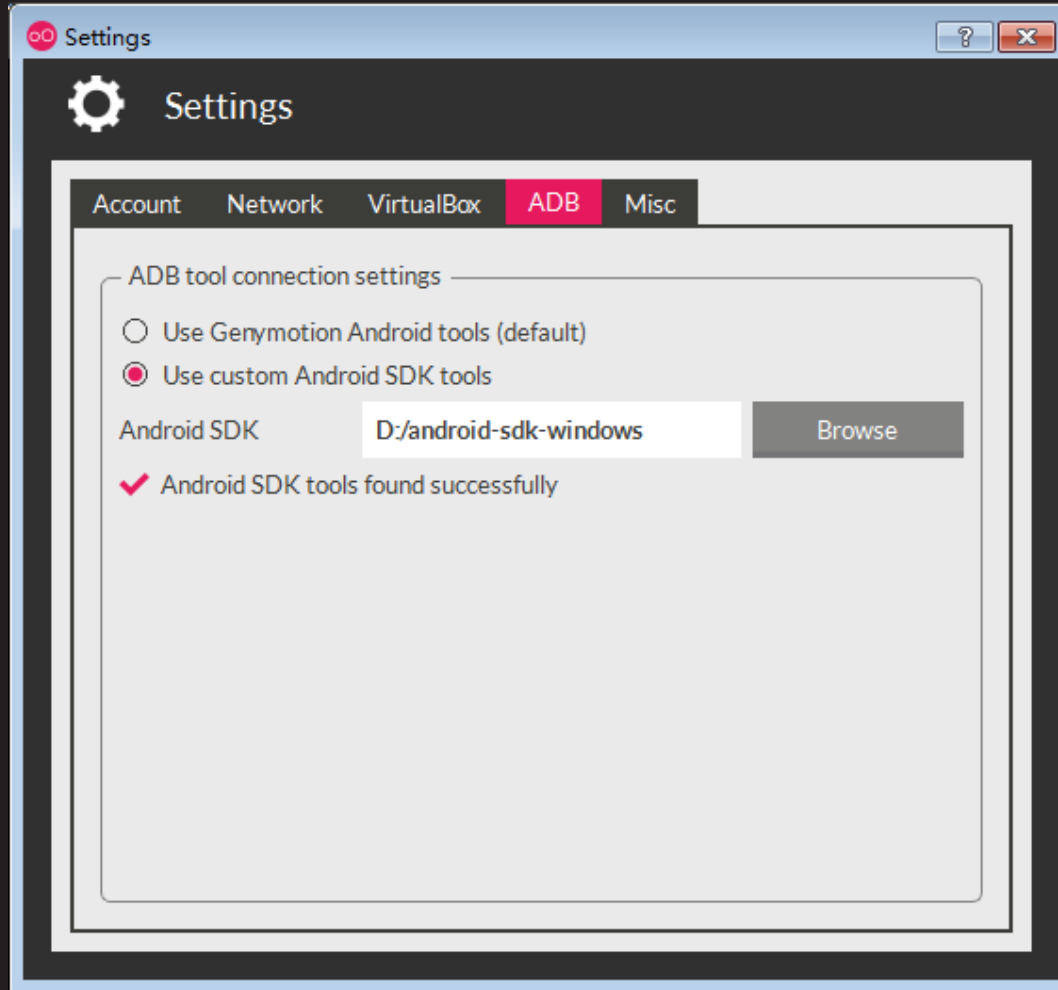 Settings
Settings
Account Network VirtualBox ADB Misc
ADB tool connection settings
Use Genymotion Android tools (default)
Use custom Android SDK tools
Android SDK D:/android-sdk-windows Browse
Android SDK tools found successfully